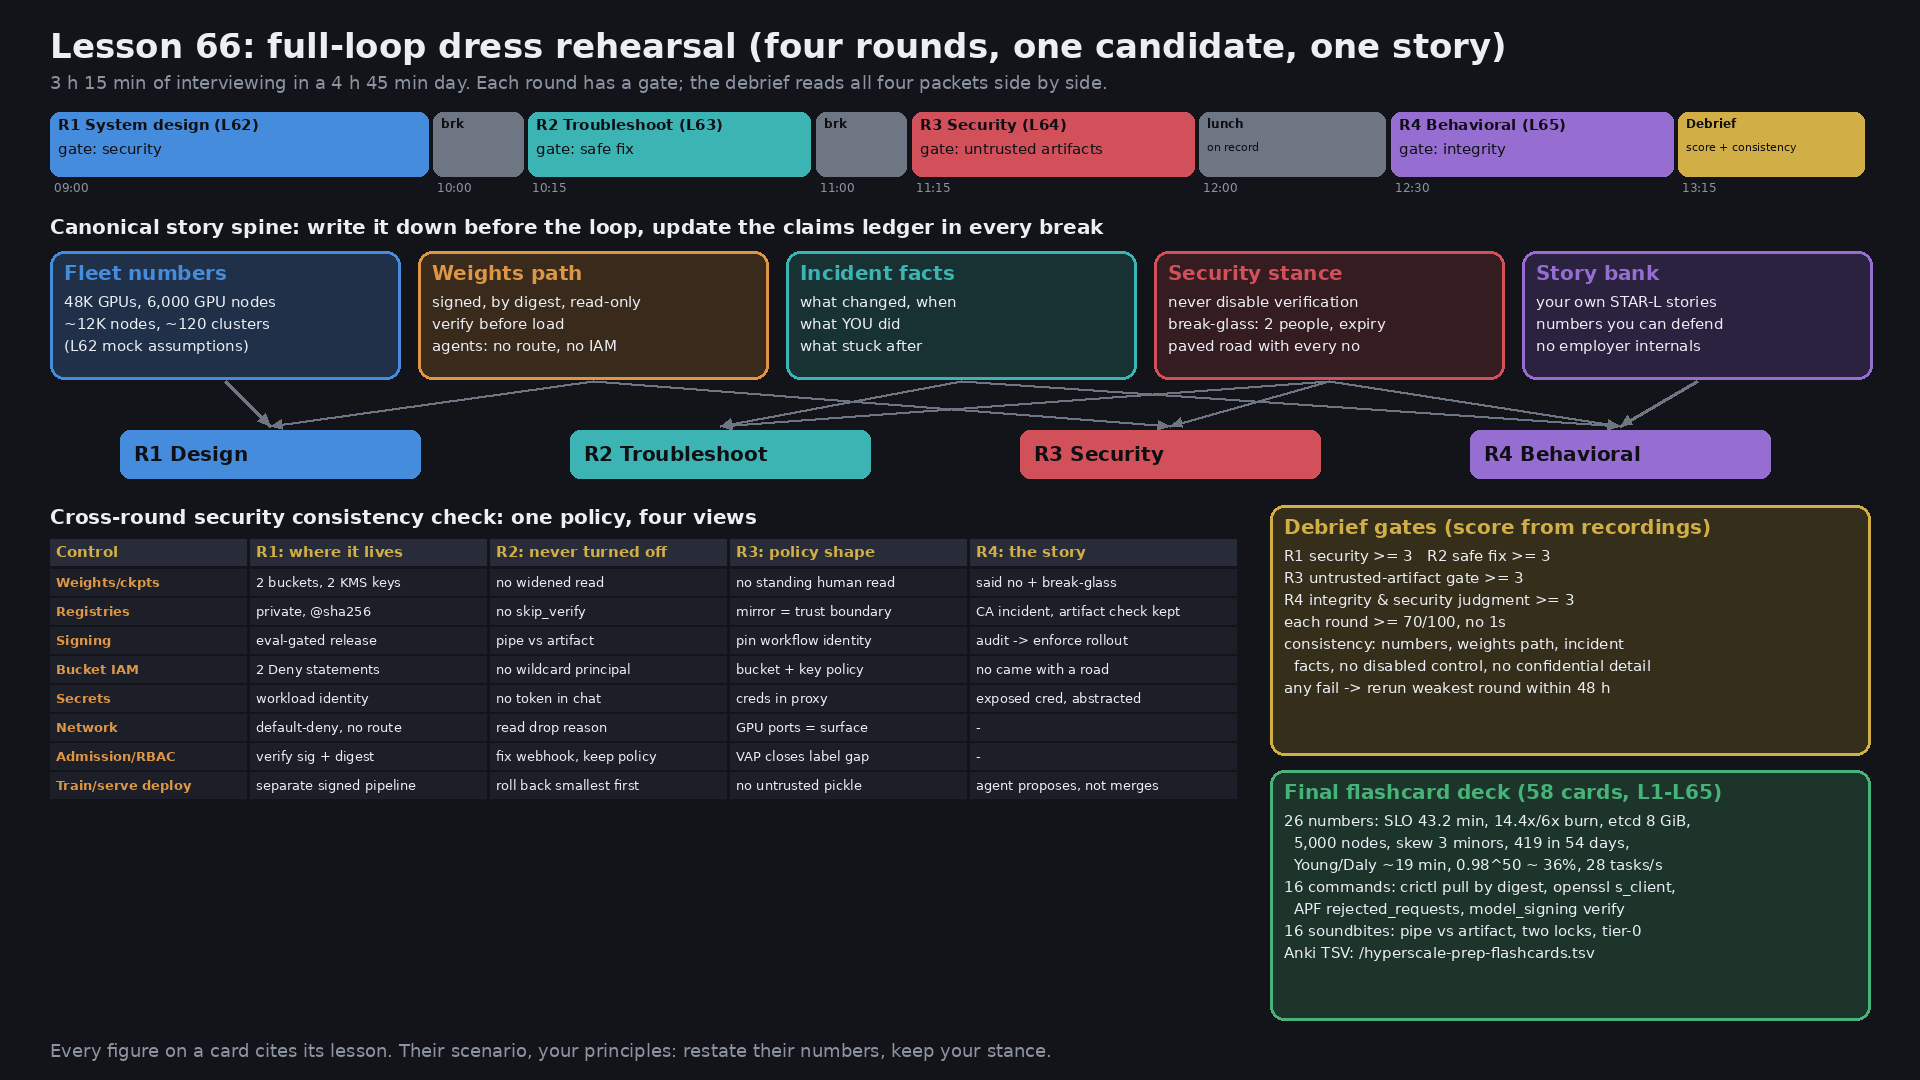 Lesson 66: full-loop dress rehearsal (four rounds, one candidate, one story)
3 h 15 min of interviewing in a 4 h 45 min day. Each round has a gate; the debrief reads all four packets side by side.
R1 System design (L62)
gate: security
brk
R2 Troubleshoot (L63)
gate: safe fix
brk
R3 Security (L64)
gate: untrusted artifacts
lunch
on record
R4 Behavioral (L65)
gate: integrity
Debrief
score + consistency
09:00
10:00
10:15
11:00
11:15
12:00
12:30
13:15
Canonical story spine: write it down before the loop, update the claims ledger in every break
Fleet numbers
48K GPUs, 6,000 GPU nodes
~12K nodes, ~120 clusters
(L62 mock assumptions)
Weights path
signed, by digest, read-only
verify before load
agents: no route, no IAM
Incident facts
what changed, when
what YOU did
what stuck after
Security stance
never disable verification
break-glass: 2 people, expiry
paved road with every no
Story bank
your own STAR-L stories
numbers you can defend
no employer internals
R1 Design
R2 Troubleshoot
R3 Security
R4 Behavioral
Cross-round security consistency check: one policy, four views
Control R1: where it lives R2: never turned off R3: policy shape R4: the story
Weights/ckpts 2 buckets, 2 KMS keys no widened read no standing human read said no + break-glass
Registries private, @sha256 no skip_verify mirror = trust boundary CA incident, artifact check kept
Signing eval-gated release pipe vs artifact pin workflow identity audit -> enforce rollout
Bucket IAM 2 Deny statements no wildcard principal bucket + key policy no came with a road
Secrets workload identity no token in chat creds in proxy exposed cred, abstracted
Network default-deny, no route read drop reason GPU ports = surface -
Admission/RBAC verify sig + digest fix webhook, keep policy VAP closes label gap -
Train/serve deploy separate signed pipeline roll back smallest first no untrusted pickle agent proposes, not merges
Debrief gates (score from recordings)
R1 security >= 3 R2 safe fix >= 3
R3 untrusted-artifact gate >= 3
R4 integrity & security judgment >= 3
each round >= 70/100, no 1s
consistency: numbers, weights path, incident
facts, no disabled control, no confidential detail
any fail -> rerun weakest round within 48 h
Final flashcard deck (58 cards, L1-L65)
26 numbers: SLO 43.2 min, 14.4x/6x burn, etcd 8 GiB,
5,000 nodes, skew 3 minors, 419 in 54 days,
Young/Daly ~19 min, 0.98^50 ~ 36%, 28 tasks/s
16 commands: crictl pull by digest, openssl s_client,
APF rejected_requests, model_signing verify
16 soundbites: pipe vs artifact, two locks, tier-0
Anki TSV: /hyperscale-prep-flashcards.tsv
Every figure on a card cites its lesson. Their scenario, your principles: restate their numbers, keep your stance.